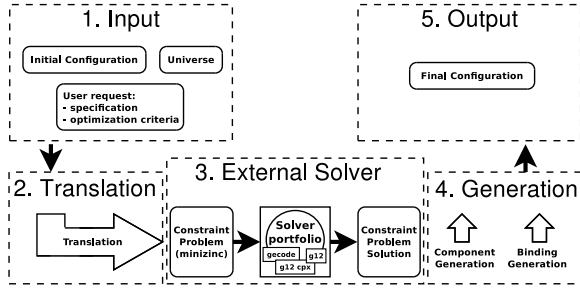 1. Input
Initial Configuration
Universe
User request:
- specification
- optimization criteria
5. Output
Final Configuration
2. Translation
Translation
3. External Solver
Constraint
Problem
(minizinc)
Solver
portfolio
gecode
g12
g12 cpx
Constraint
Problem
Solution
4. Generation
Component
Generation
Binding
Generation